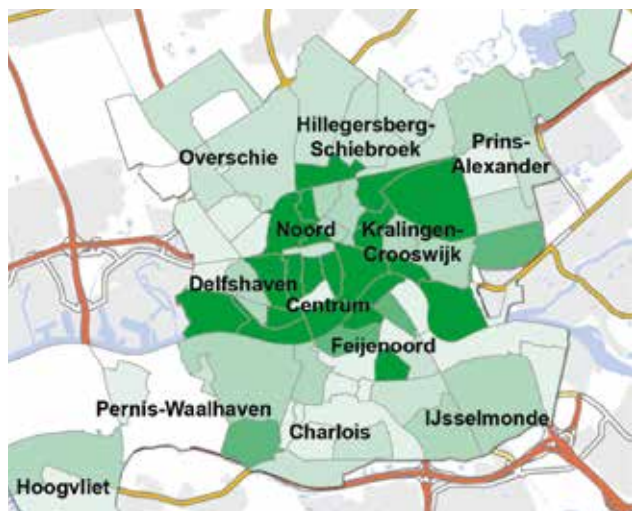 Hillegersberg-
Schiebroek
Overschie
Prins-
Alexander
Noord
Kralingen-
Crooswijk
Delfshaven
Centrum
Feijenoord
Pernis-Waalhaven
Charlois
IJsselmonde
Hoogvliet